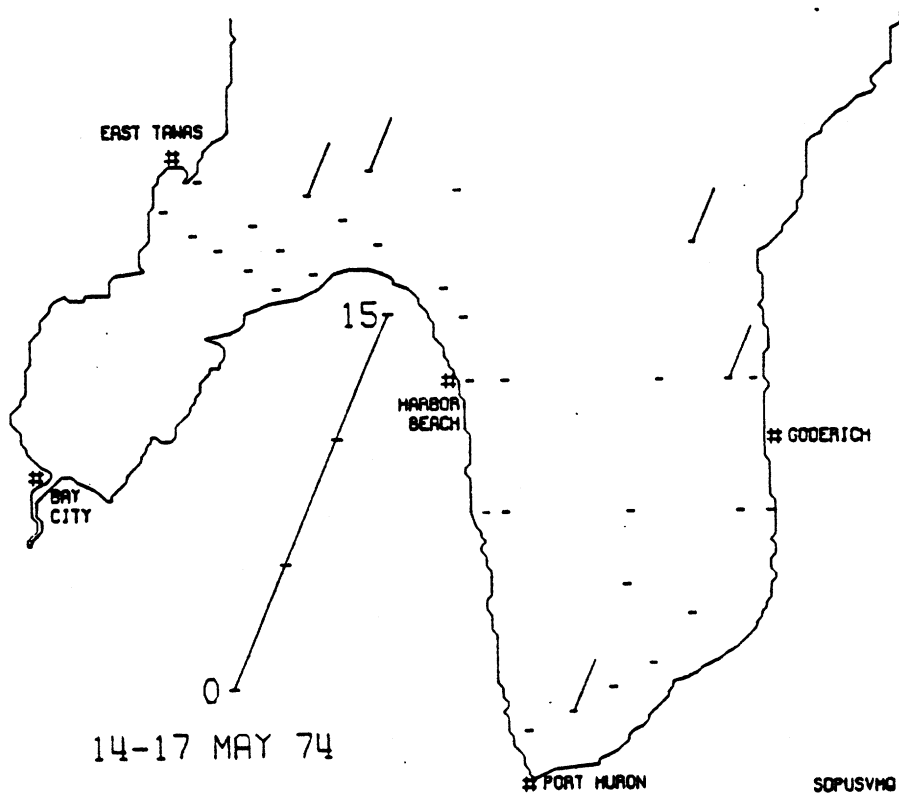 EAST TAWAS
#
15
#
HARBOR
BEACH
# GODERICH
#
BAY
CITY
0
14-17 MAY 74
# PORT HURON
SOPUSVMQ